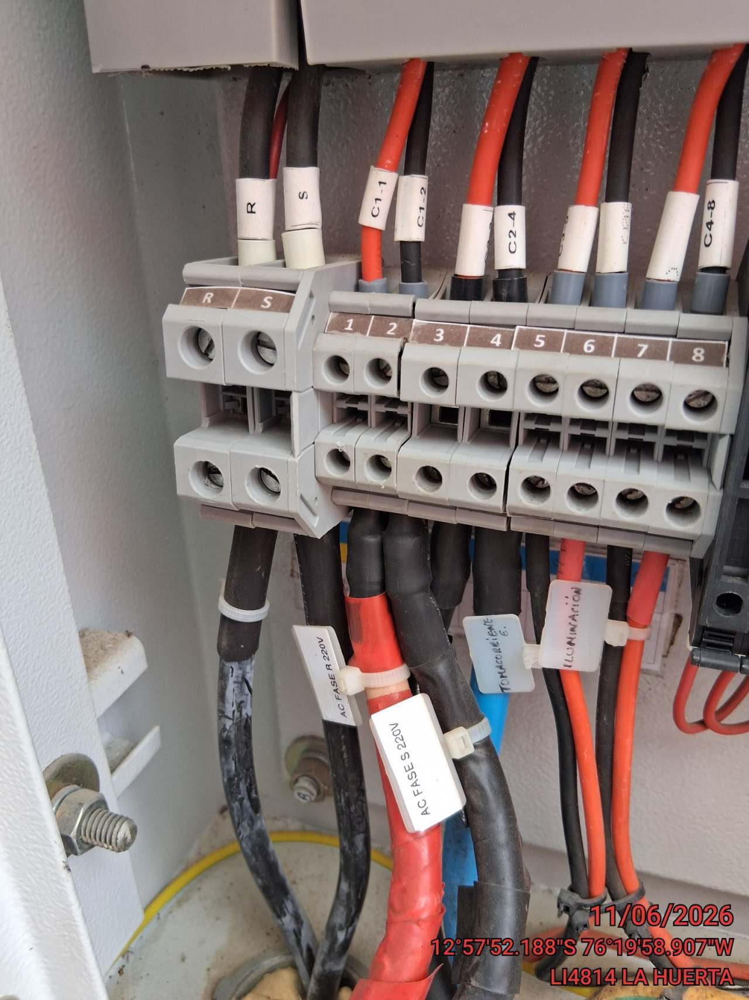 R
S
C1-1
C1-2
C2-4
C4-8
R
S
1
2
3
4
5
6
7
8
AC FASE R 220V
AC FASE S 220V
TOMACORRIENT
E.
ILUMINACIÓN
11/06/2026
12°57'52.188"S 76°19'58.907"W
LI4814 LA HUERTA